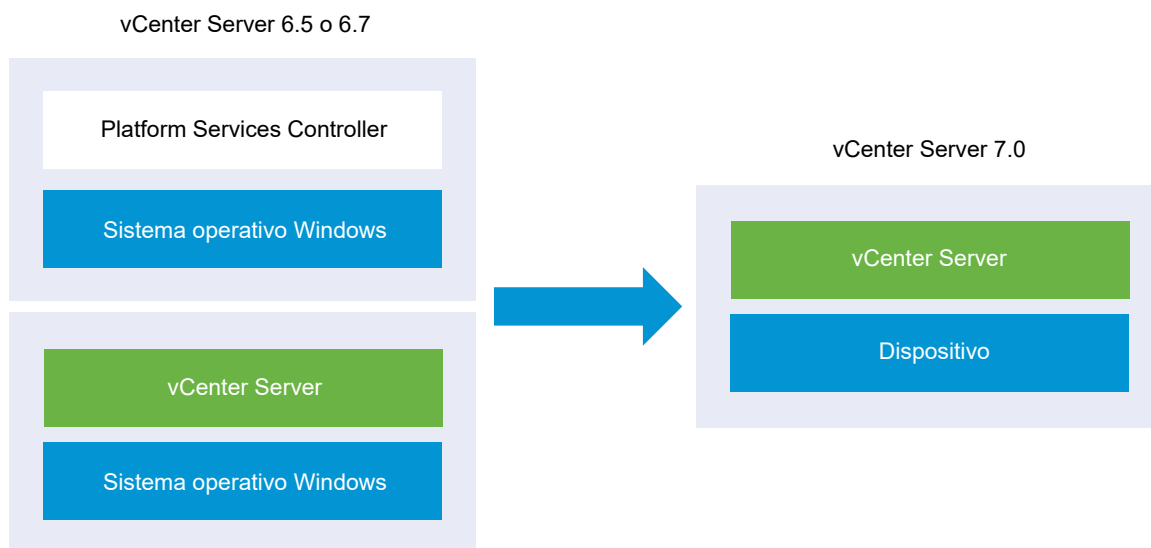 vCenter Server 6.5 o 6.7
Platform Services Controller
Sistema operativo Windows
vCenter Server
Sistema operativo Windows
vCenter Server 7.0
vCenter Server
Dispositivo